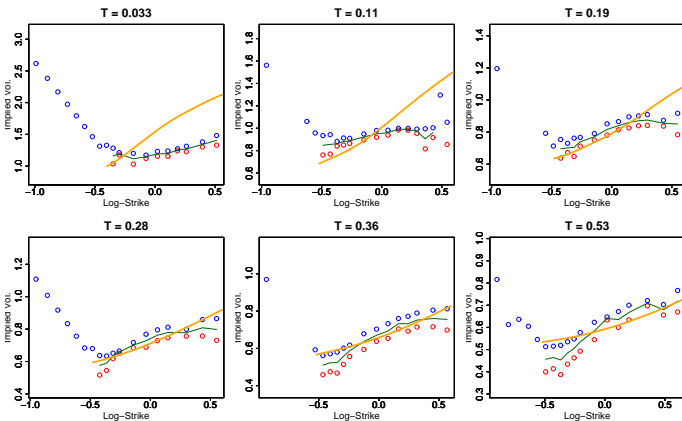 T = 0.033
T = 0.11
T = 0.19
Implied Vol.
1.0 1.5 2.0 2.5 3.0
−1.0 −0.5 0.0 0.5
Log−Strike
Implied Vol.
0.6 0.8 1.0 1.2 1.4 1.6
−1.0 −0.5 0.0 0.5
Log−Strike
Implied Vol.
0.6 0.8 1.0 1.2 1.4
−1.0 −0.5 0.0 0.5
Log−Strike
T = 0.28
T = 0.36
T = 0.53
Implied Vol.
0.4 0.6 0.8 1.0 1.2
−1.0 −0.5 0.0 0.5
Log−Strike
Implied Vol.
0.4 0.6 0.8 1.0
−1.0 −0.5 0.0 0.5
Log−Strike
Implied Vol.
0.3 0.4 0.5 0.6 0.7 0.8 0.9 1.0
−1.0 −0.5 0.0 0.5
Log−Strike